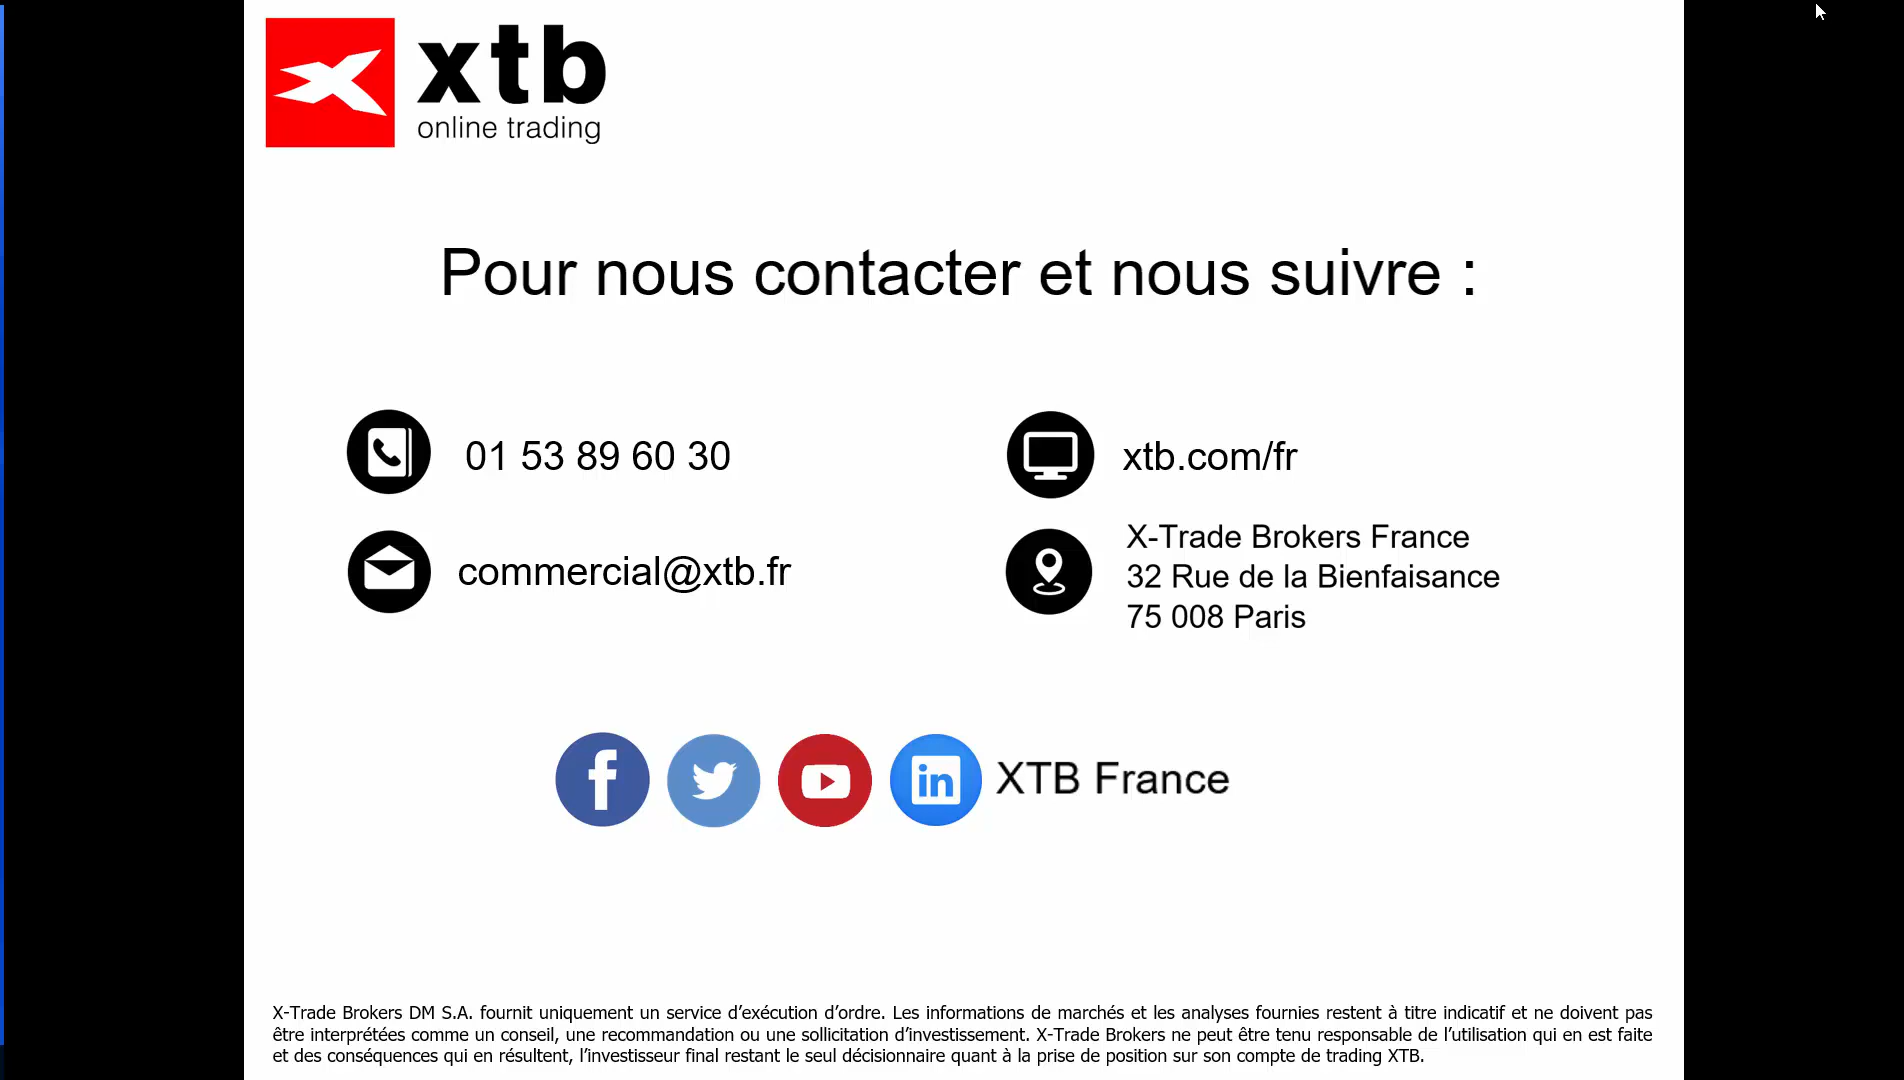 xtb
online trading
Pour nous contacter et nous suivre :
01 53 89 60 30
xtb.com/fr
commercial@xtb.fr
X-Trade Brokers France
32 Rue de la Bienfaisance
75 008 Paris
f
in
XTB France
X-Trade Brokers DM S.A. fournit uniquement un service d’exécution d’ordre. Les informations de marchés et les analyses fournies restent à titre indicatif et ne doivent pas
être interprétées comme un conseil, une recommandation ou une sollicitation d’investissement. X-Trade Brokers ne peut être tenu responsable de l’utilisation qui en est faite
et des conséquences qui en résultent, l’investisseur final restant le seul décisionnaire quant à la prise de position sur son compte de trading XTB.